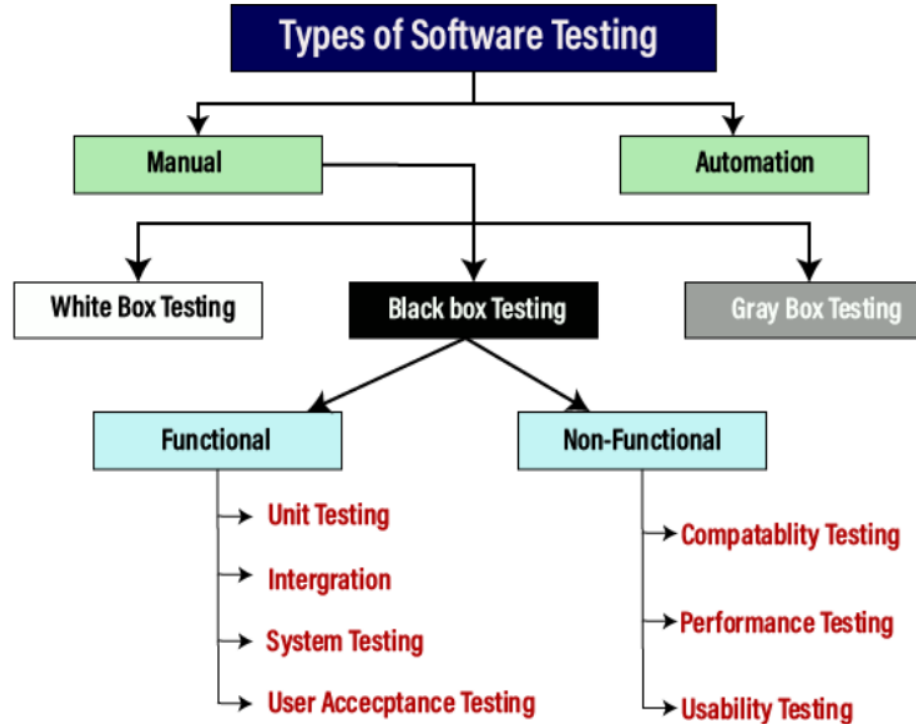 Types of Software Testing
Manual
Automation
White Box Testing
Black box Testing
Gray Box Testing
Functional
Non-Functional
Unit Testing
Intergration
System Testing
User Accecptance Testing
Compatablity Testing
Performance Testing
Usability Testing